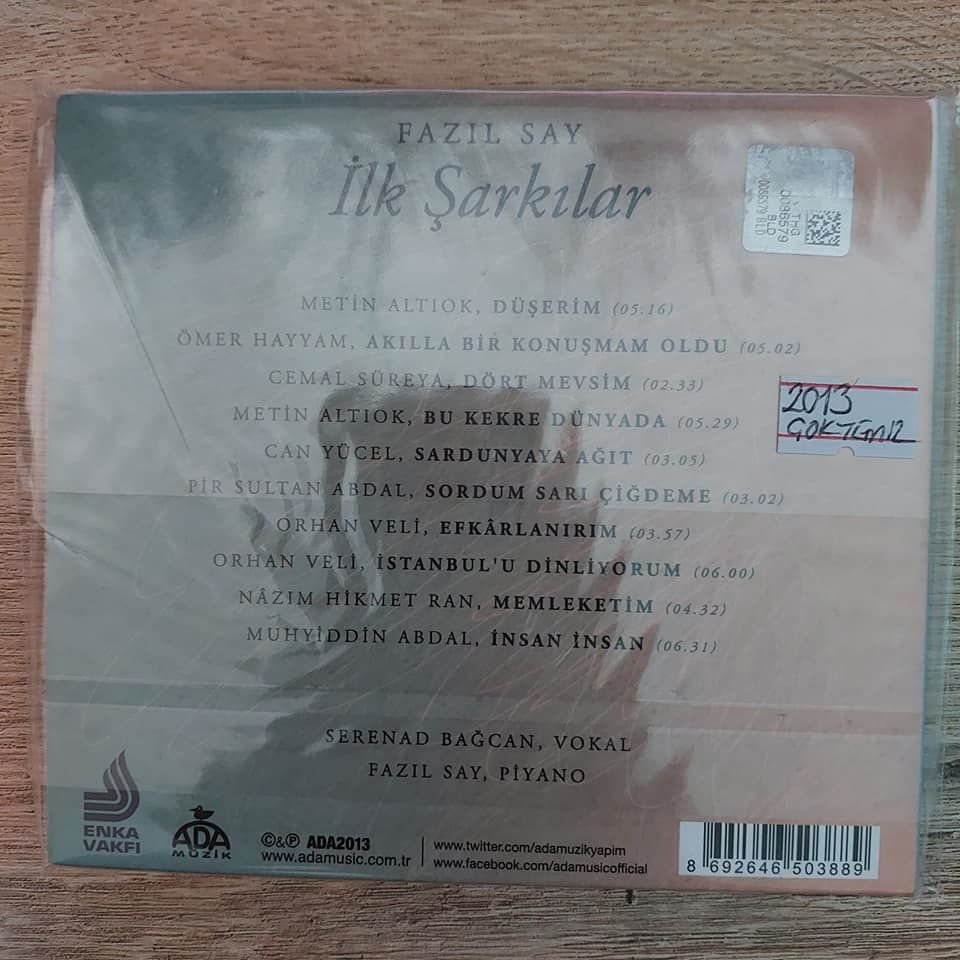 FAZIL SAY
İlk Şarkılar
0086579
BLD
THG
0086579 BLD
METİN ALTIOK, DÜŞERİM (05.16)
ÖMER HAYYAM, AKILLA BİR KONUŞMAM OLDU (05.02)
CEMAL SÜREYA, DÖRT MEVSİM (02.33)
2013
METİN ALTIOK, BU KEKRE DÜNYADA (05.29)
CAN YÜCEL, SARDUNYAYA AĞIT (03.05)
PİR SULTAN ABDAL, SORDUM SARI ÇİĞDEME (03.02)
ORHAN VELİ, EFKÂRLANIRIM (03.57)
ORHAN VELİ, İSTANBUL'U DİNLİYORUM (06.00)
NÂZIM HİKMET RAN, MEMLEKETİM (04.32)
MUHYİDDİN ABDAL, İNSAN İNSAN (06.31)
SERENAD BAĞCAN, VOKAL
FAZIL SAY, PİYANO
ENKA
VAKFI
ADA
MÜZİK
©&℗ ADA2013
www.adamusic.com.tr
www.twitter.com/adamuzikyapim
www.facebook.com/adamusicofficial
8 692646 503889